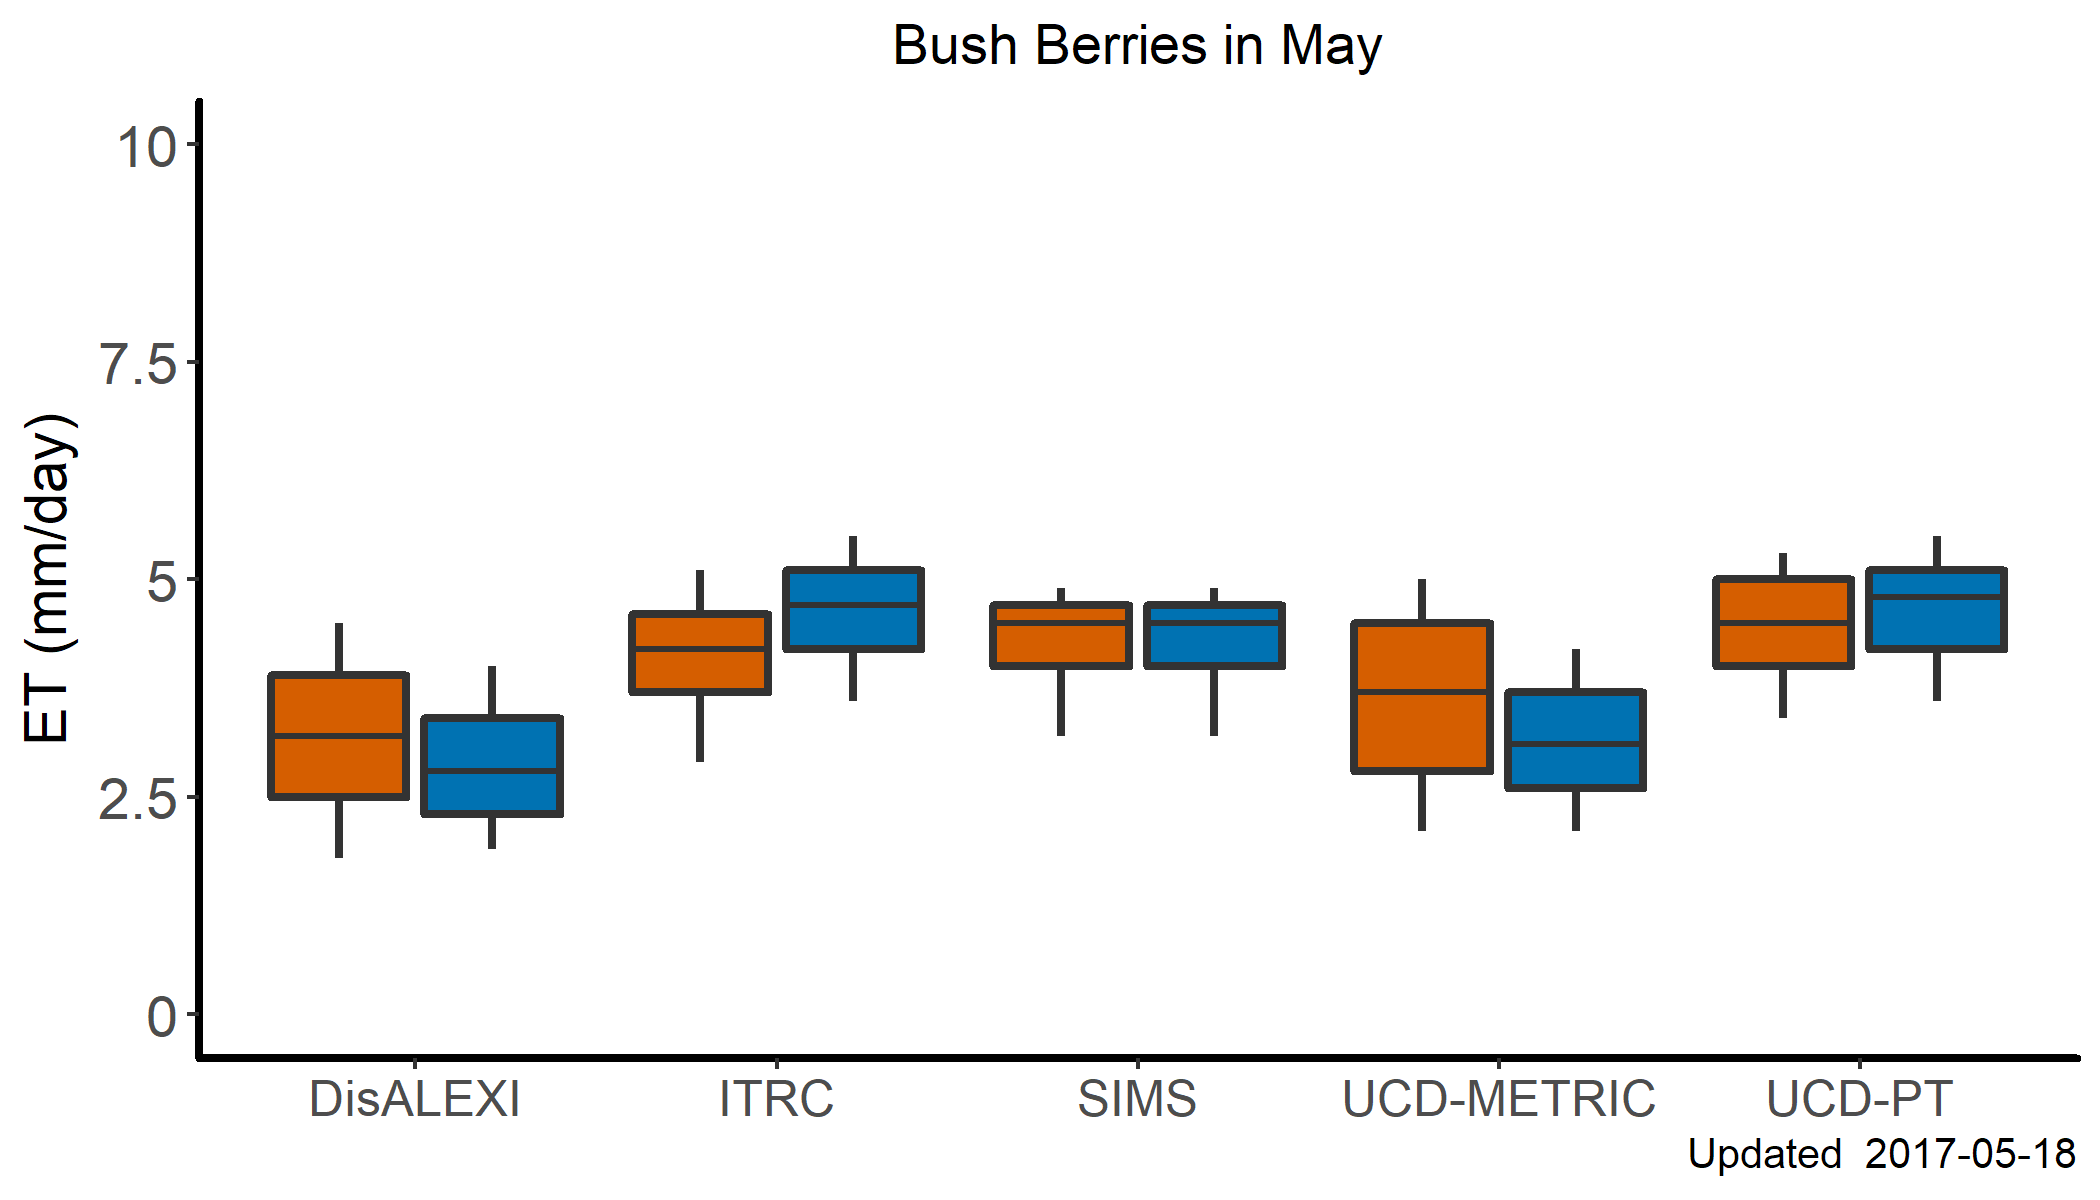 Bush Berries in May
ET (mm/day)
10
7.5
5
2.5
0
DisALEXI ITRC SIMS UCD-METRIC UCD-PT
Updated 2017-05-18